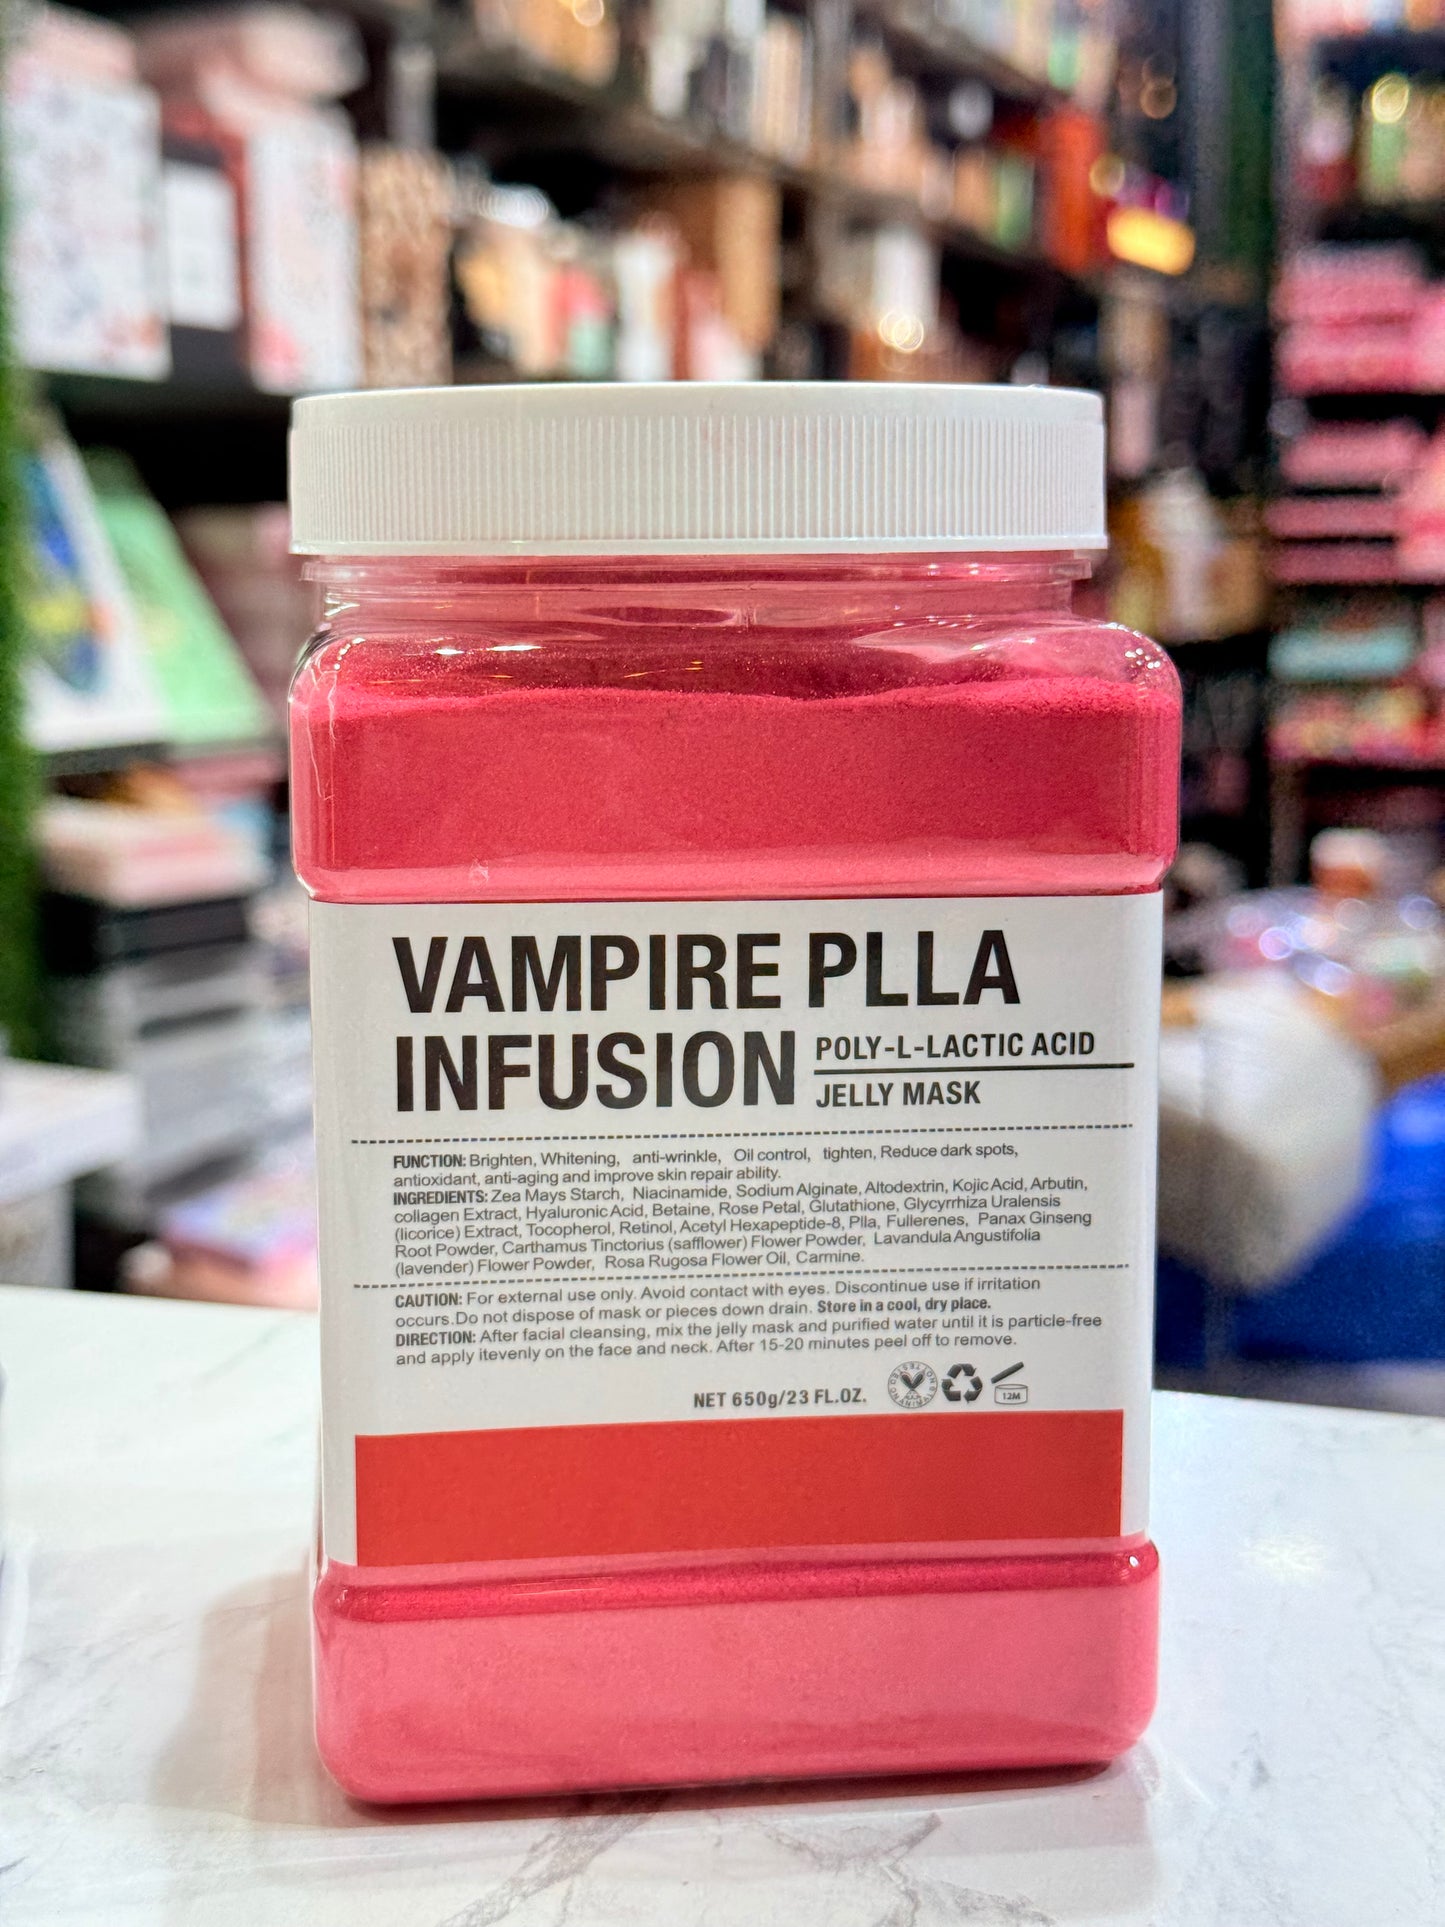 VAMPIRE PLLA
INFUSION
POLY-L-LACTIC ACID
JELLY MASK
FUNCTION: Brighten, Whitening, anti-wrinkle, Oil control, tighten, Reduce dark spots,
antioxidant, anti-aging and improve skin repair ability.
INGREDIENTS: Zea Mays Starch, Niacinamide, Sodium Alginate, Altodextrin, Kojic Acid, Arbutin,
collagen Extract, Hyaluronic Acid, Betaine, Rose Petal, Glutathione, Glycyrrhiza Uralensis
(licorice) Extract, Tocopherol, Retinol, Acetyl Hexapeptide-8, Plla, Fullerenes, Panax Ginseng
Root Powder, Carthamus Tinctorius (safflower) Flower Powder, Lavandula Angustifolia
(lavender) Flower Powder, Rosa Rugosa Flower Oil, Carmine.
CAUTION: For external use only. Avoid contact with eyes. Discontinue use if irritation
occurs.Do not dispose of mask or pieces down drain. Store in a cool, dry place.
DIRECTION: After facial cleansing, mix the jelly mask and purified water until it is particle-free
and apply itevenly on the face and neck. After 15-20 minutes peel off to remove.
NET 650g/23 FL.OZ.
12M